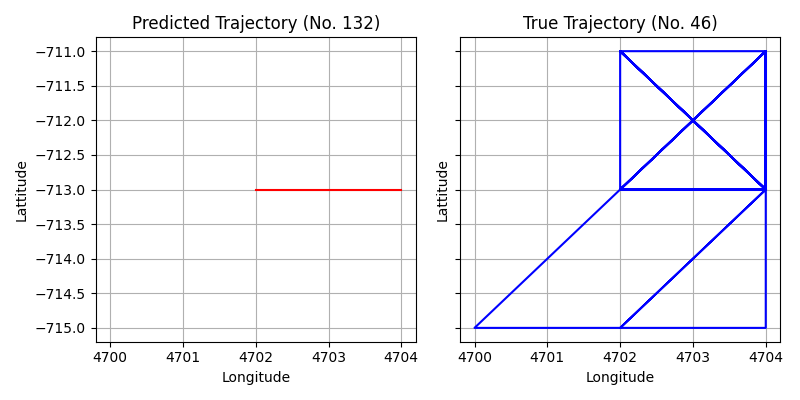 Predicted Trajectory (No. 132)
True Trajectory (No. 46)
−711.0
−711.5
−712.0
−712.5
−713.0
−713.5
−714.0
−714.5
−715.0
Lattitude
Lattitude
4700 4701 4702 4703 4704
4700 4701 4702 4703 4704
Longitude
Longitude